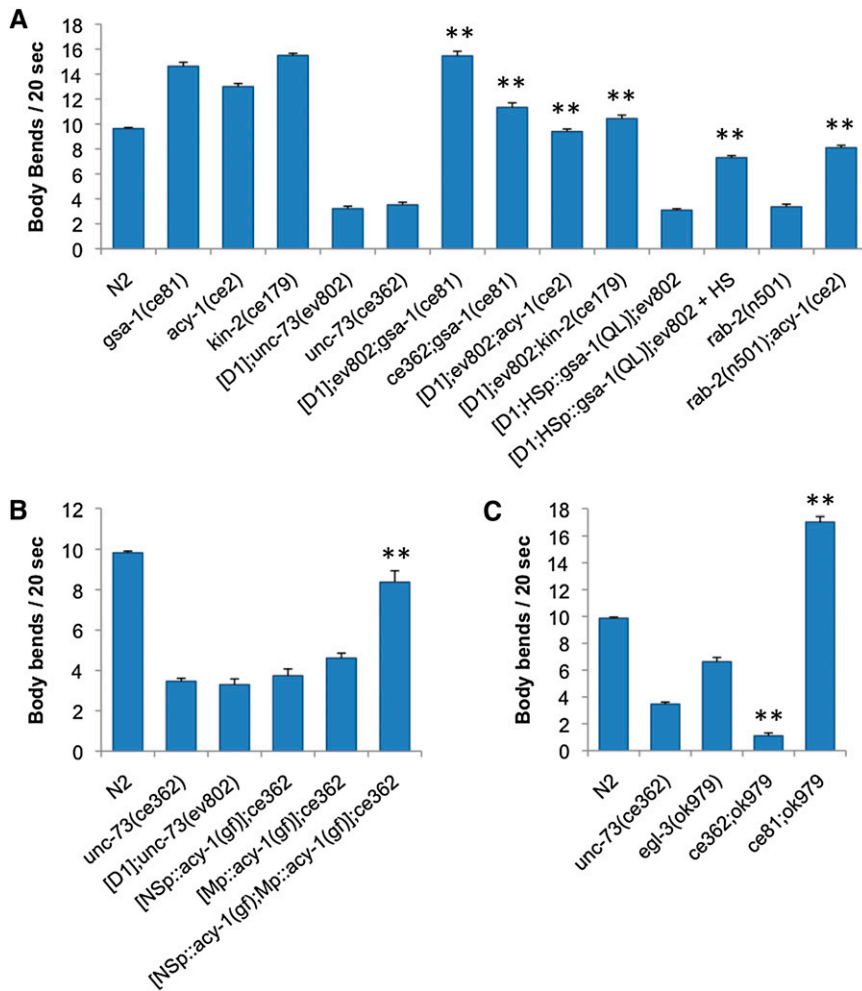 A
Body Bends / 20 sec
18
16
14
12
10
8
6
4
2
0
**
**
**
**
**
**
N2
gsa-1(ce81)
acy-1(ce2)
kin-2(ce179)
[D1];unc-73(ev802)
unc-73(ce362)
[D1];ev802;gsa-1(ce81)
ce362;gsa-1(ce81)
[D1];ev802;acy-1(ce2)
[D1];ev802;kin-2(ce179)
[D1;HSp::gsa-1(QL)];ev802
[D1;HSp::gsa-1(QL)];ev802 + HS
rab-2(n501)
rab-2(n501);acy-1(ce2)
B
Body bends / 20 sec
12
10
8
6
4
2
0
**
N2
unc-73(ce362)
[D1];unc-73(ev802)
[NSp::acy-1(gf)];ce362
[Mp::acy-1(gf)];ce362
[NSp::acy-1(gf);Mp::acy-1(gf)];ce362
C
Body bends / 20 sec
18
16
14
12
10
8
6
4
2
0
**
**
N2
unc-73(ce362)
egl-3(ok979)
ce362;ok979
ce81;ok979